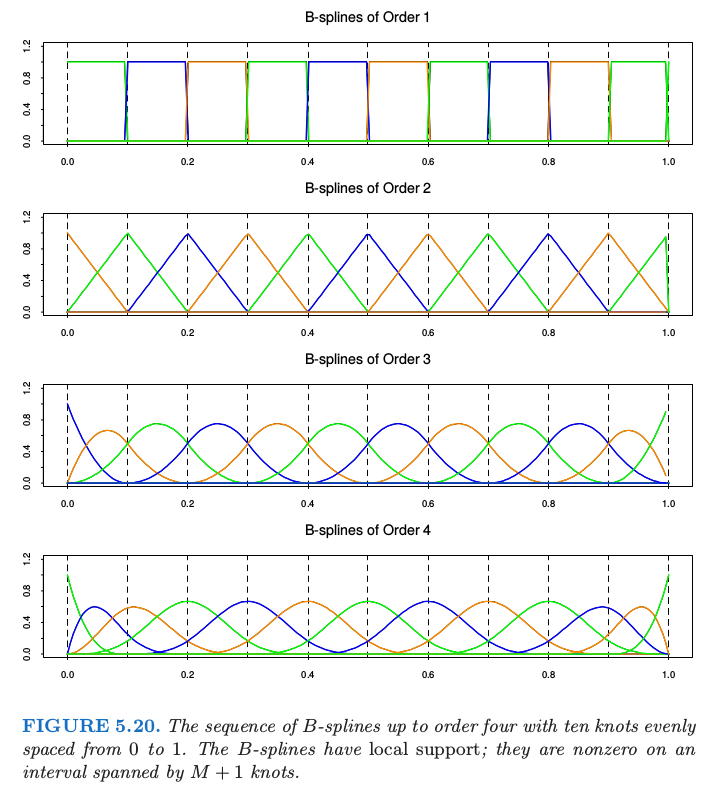 B-splines of Order 1
0.0 0.4 0.8 1.2
0.0 0.2 0.4 0.6 0.8 1.0
B-splines of Order 2
0.0 0.4 0.8 1.2
0.0 0.2 0.4 0.6 0.8 1.0
B-splines of Order 3
0.0 0.4 0.8 1.2
0.0 0.2 0.4 0.6 0.8 1.0
B-splines of Order 4
0.0 0.4 0.8 1.2
0.0 0.2 0.4 0.6 0.8 1.0
FIGURE 5.20. The sequence of B-splines up to order four with ten knots evenly
spaced from 0 to 1. The B-splines have local support; they are nonzero on an
interval spanned by M + 1 knots.